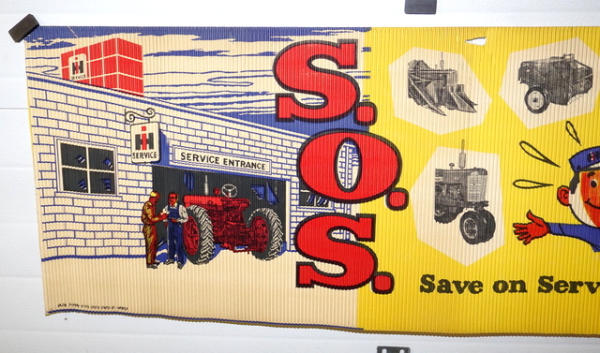 IH
IH
SERVICE
SERVICE ENTRANCE
S.
O.
S.
Save on Serv